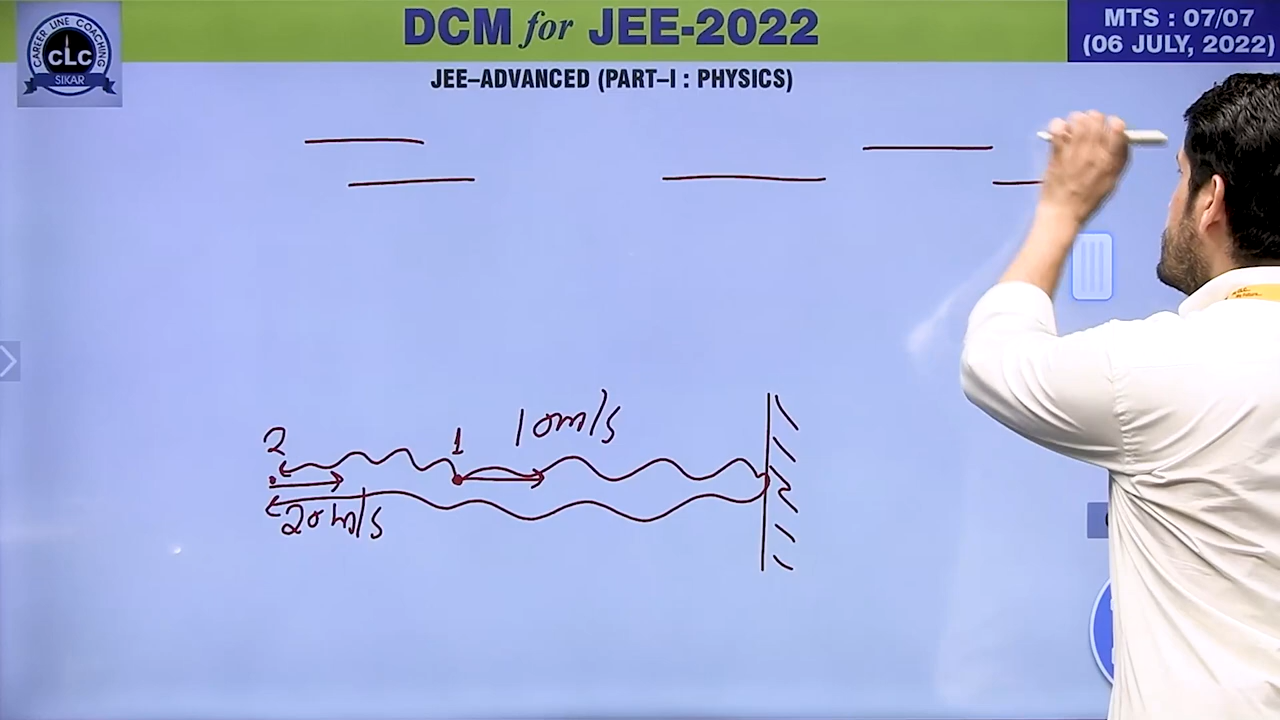 DCM for JEE-2022
MTS : 07/07
(06 JULY, 2022)
CAREER LINE COACHING
CLC
SIKAR
JEE–ADVANCED (PART–I : PHYSICS)
2
1
10m/s
20m/s